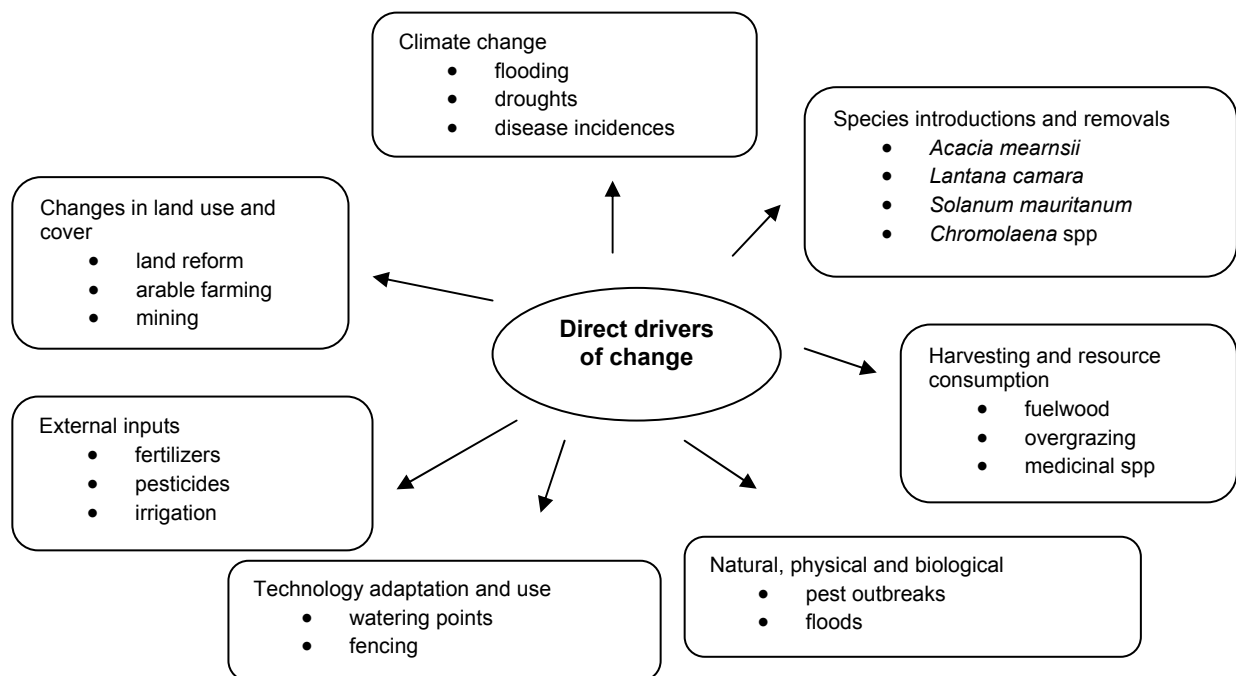 Climate change
• flooding
• droughts
• disease incidences
Species introductions and removals
• Acacia mearnsii
• Lantana camara
• Solanum mauritanum
• Chromolaena spp
Changes in land use and
cover
• land reform
• arable farming
• mining
Direct drivers
of change
Harvesting and resource
consumption
• fuelwood
• overgrazing
• medicinal spp
External inputs
• fertilizers
• pesticides
• irrigation
Technology adaptation and use
• watering points
• fencing
Natural, physical and biological
• pest outbreaks
• floods